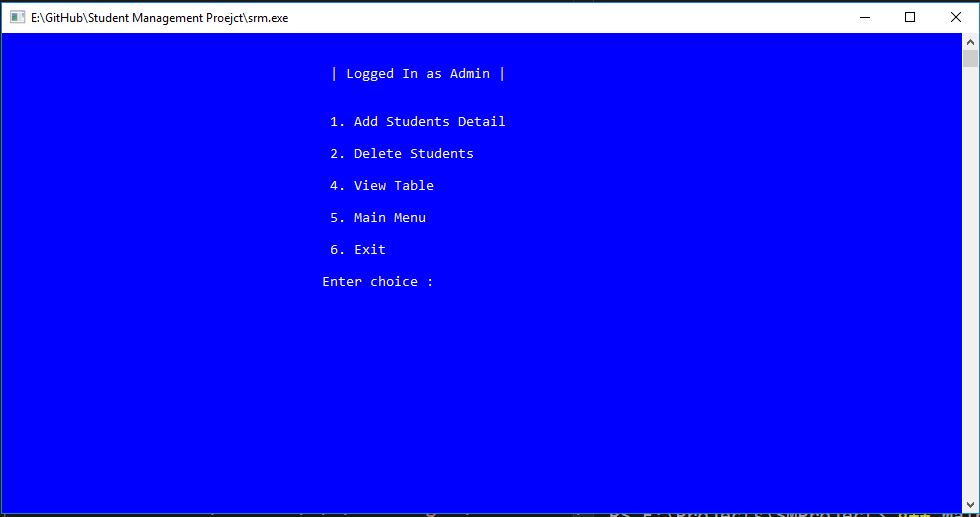 E:\GitHub\Student Management Proejct\srm.exe
| Logged In as Admin |
1. Add Students Detail
2. Delete Students
4. View Table
5. Main Menu
6. Exit
Enter choice :